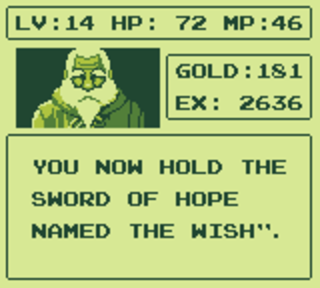 LV:14 HP: 72 MP:46
GOLD:181
EX: 2636
YOU NOW HOLD THE
SWORD OF HOPE
NAMED THE WISH".